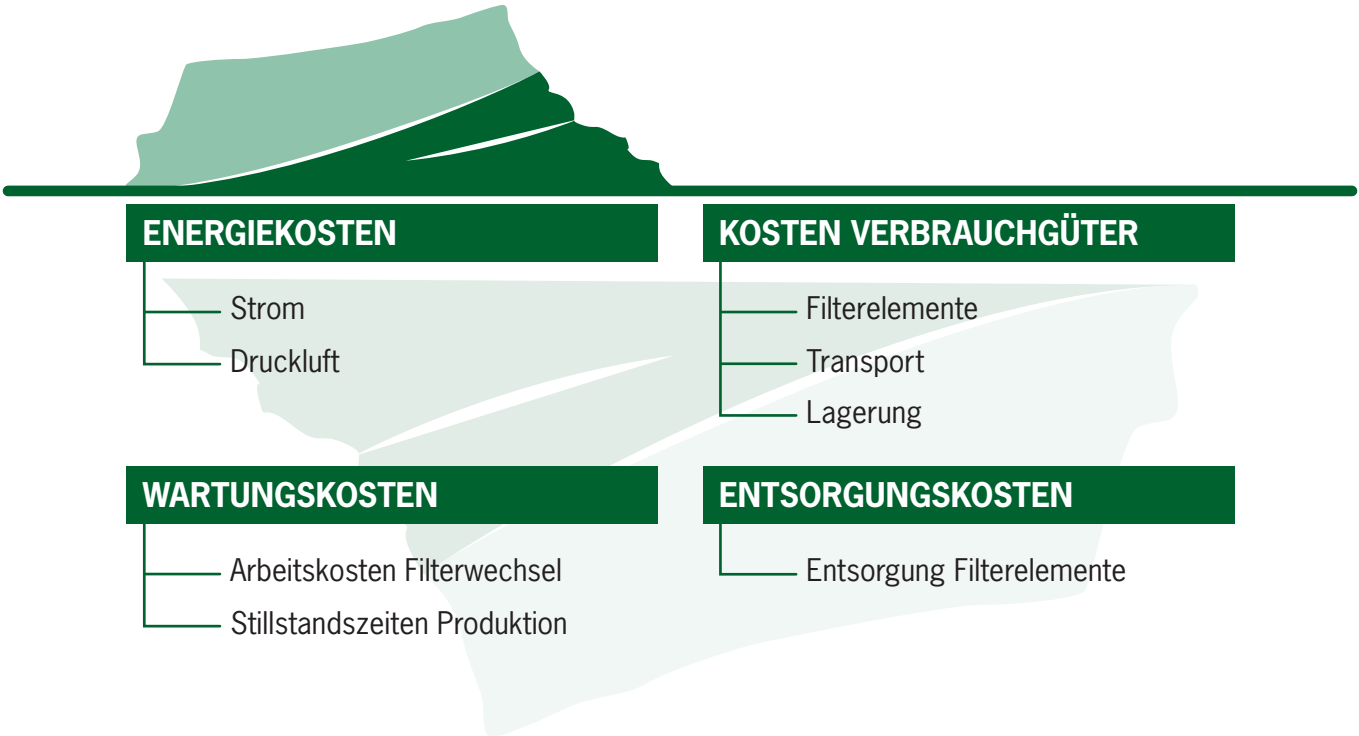 ENERGIEKOSTEN
Strom
Druckluft
KOSTEN VERBRAUCHGÜTER
Filterelemente
Transport
Lagerung
WARTUNGSKOSTEN
Arbeitskosten Filterwechsel
Stillstandszeiten Produktion
ENTSORGUNGSKOSTEN
Entsorgung Filterelemente